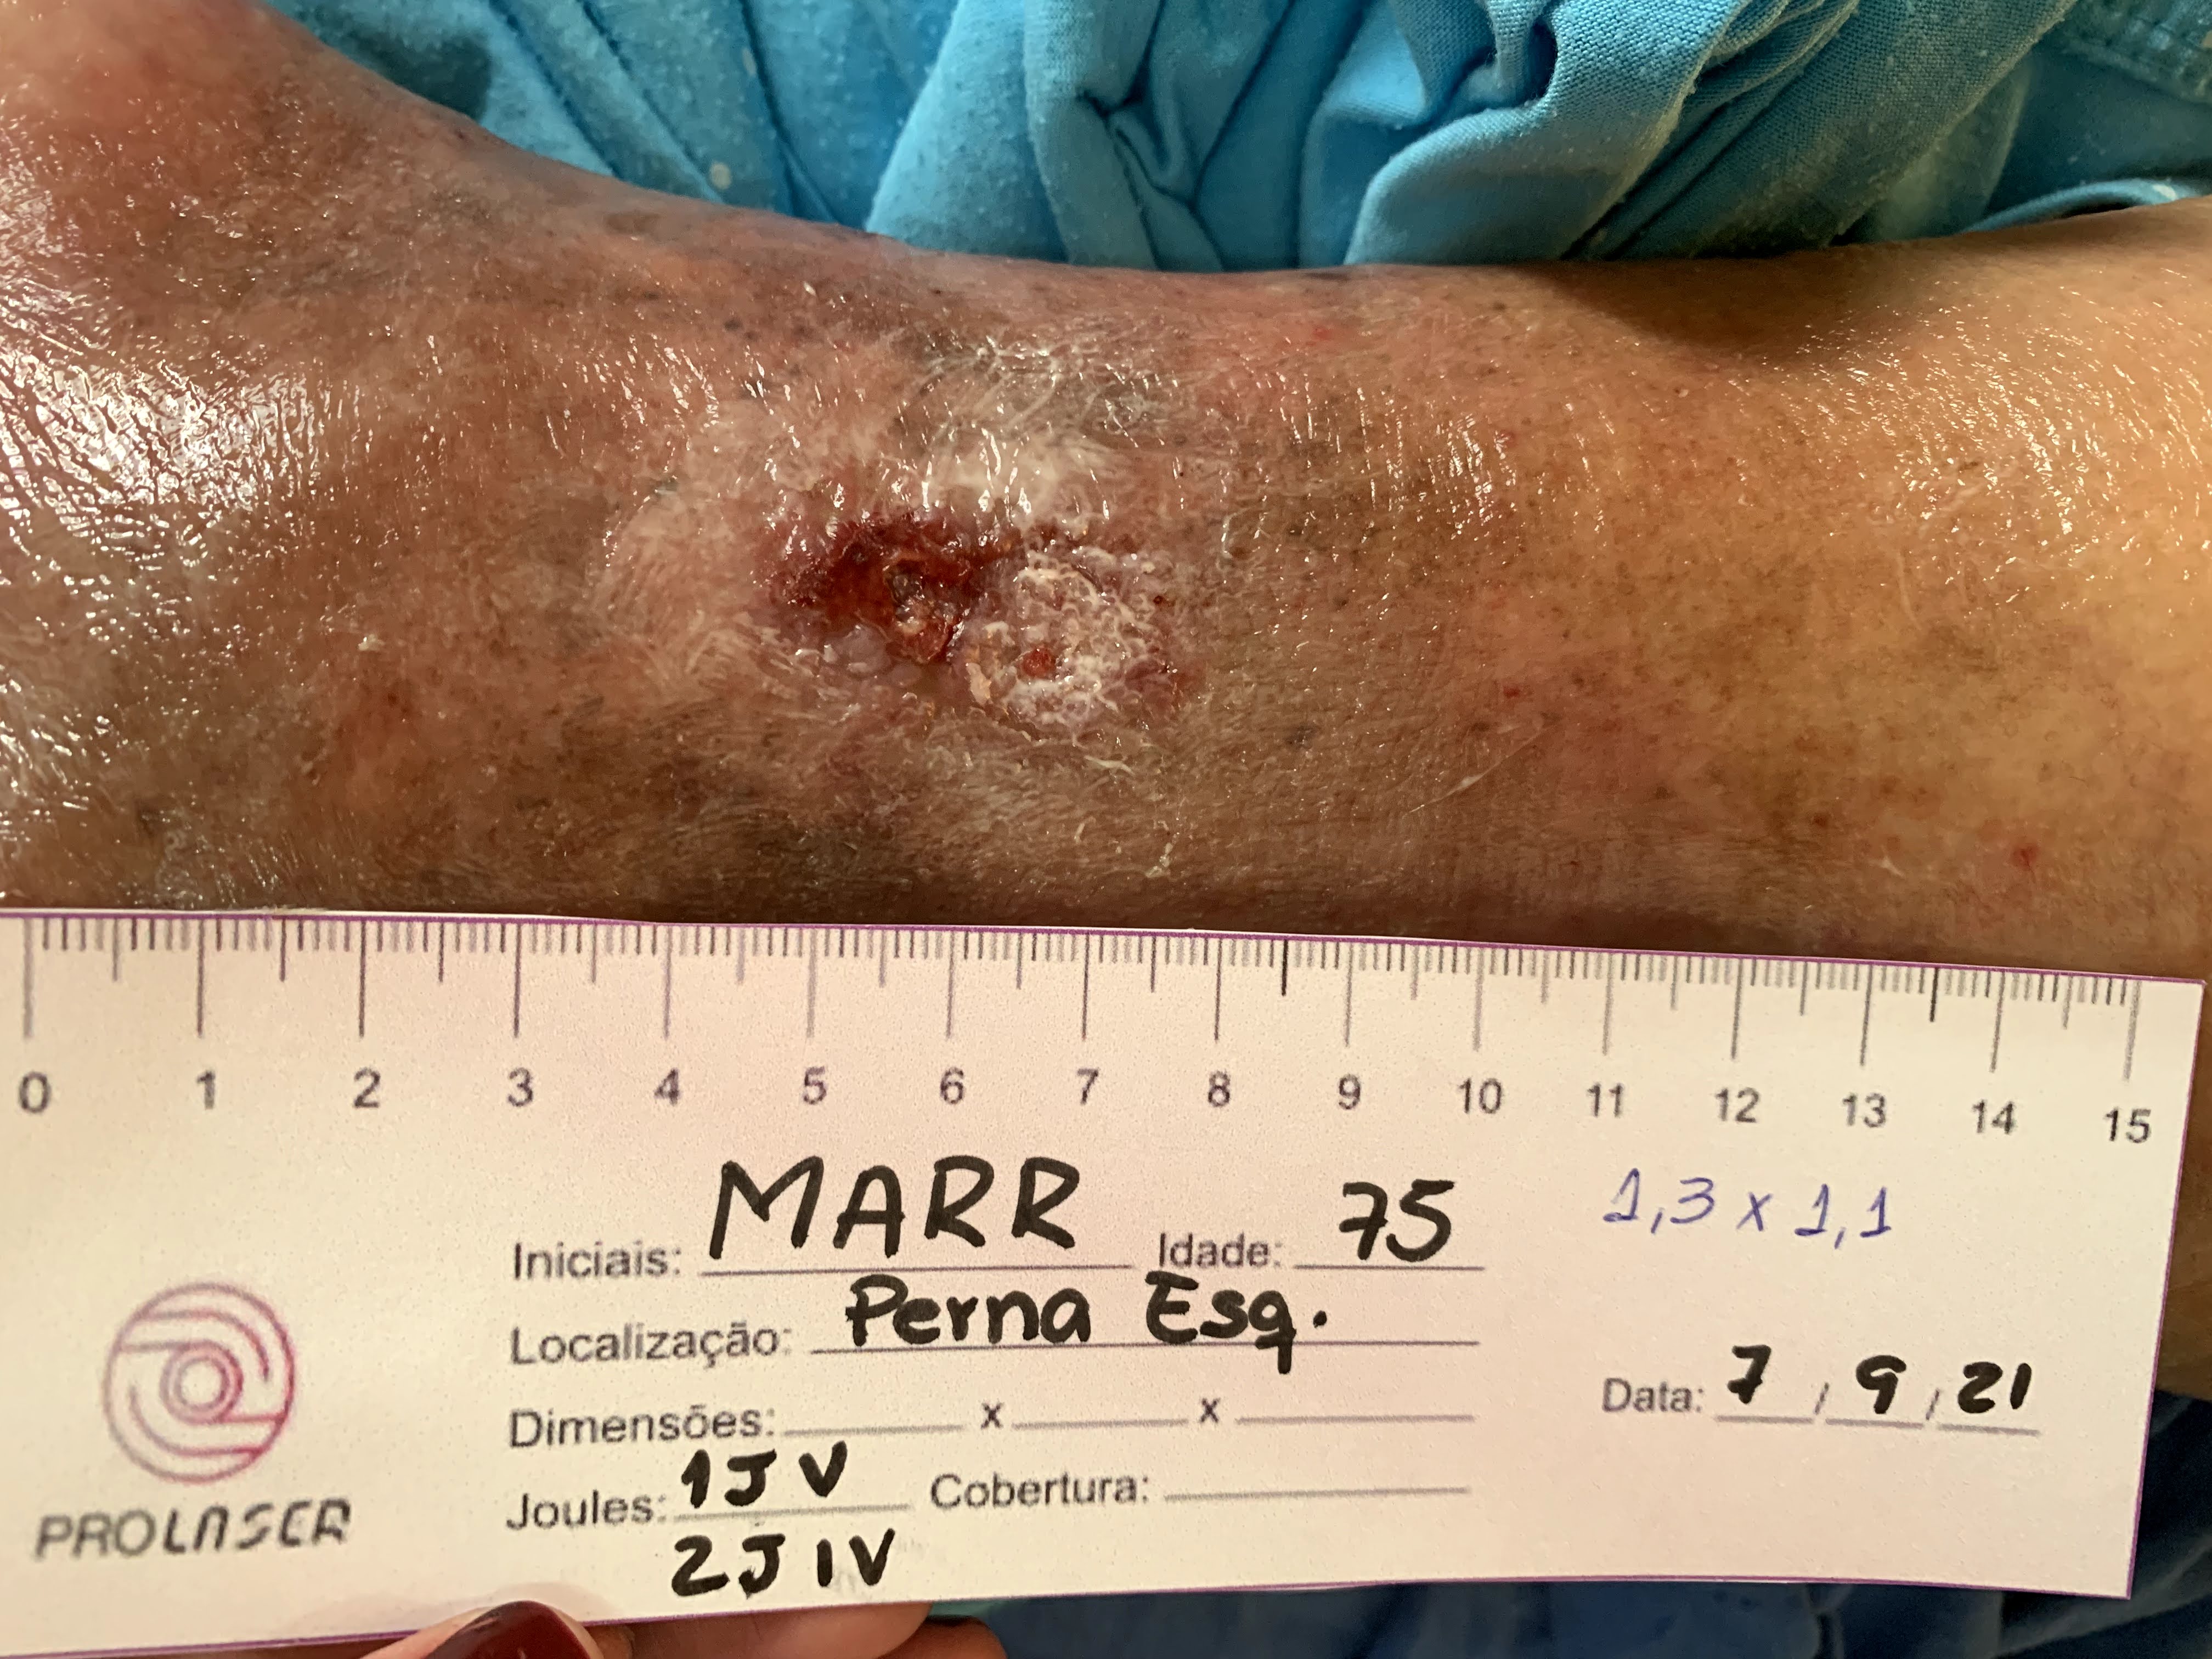 0 1 2 3 4 5 6 7 8 9 10 11 12 13 14 15
Iniciais: MARR Idade: 75 1,3 x 1,1
Localização: Perna Esq.
Dimensões: x x Data: 7 / 9 / 21
Joules: 1J V Cobertura:
2J IV
PROLASER